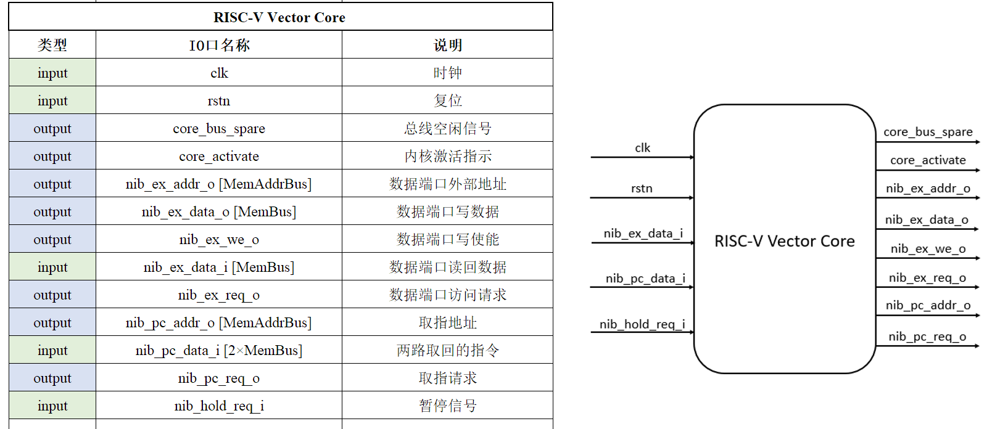 RISC-V Vector Core
类型 IO口名称 说明
input clk 时钟
input rstn 复位
output core_bus_spare 总线空闲信号
output core_activate 内核激活指示
output nib_ex_addr_o [MemAddrBus] 数据端口外部地址
output nib_ex_data_o [MemBus] 数据端口写数据
output nib_ex_we_o 数据端口写使能
input nib_ex_data_i [MemBus] 数据端口读回数据
output nib_ex_req_o 数据端口访问请求
output nib_pc_addr_o [MemAddrBus] 取指地址
input nib_pc_data_i [2×MemBus] 两路取回的指令
output nib_pc_req_o 取指请求
input nib_hold_req_i 暂停信号
clk
rstn
nib_ex_data_i
nib_pc_data_i
nib_hold_req_i
RISC-V Vector Core
core_bus_spare
core_activate
nib_ex_addr_o
nib_ex_data_o
nib_ex_we_o
nib_ex_req_o
nib_pc_addr_o
nib_pc_req_o